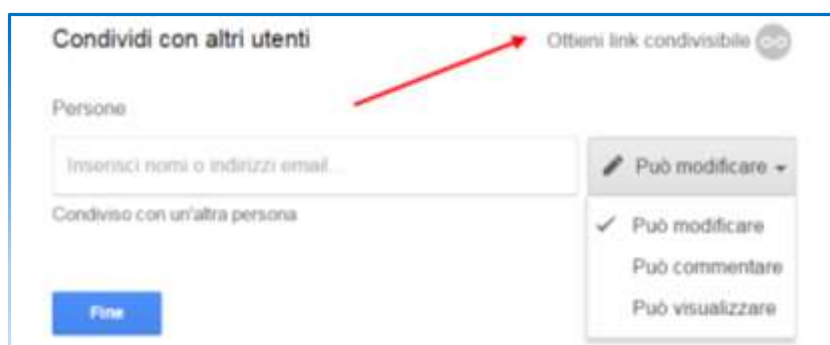 Condividi con altri utenti
Ottieni link condivisibile
Persone
Inserisci nomi o indirizzi email...
Può modificare
Condiviso con un'altra persona
Può modificare
Può commentare
Può visualizzare
Fine